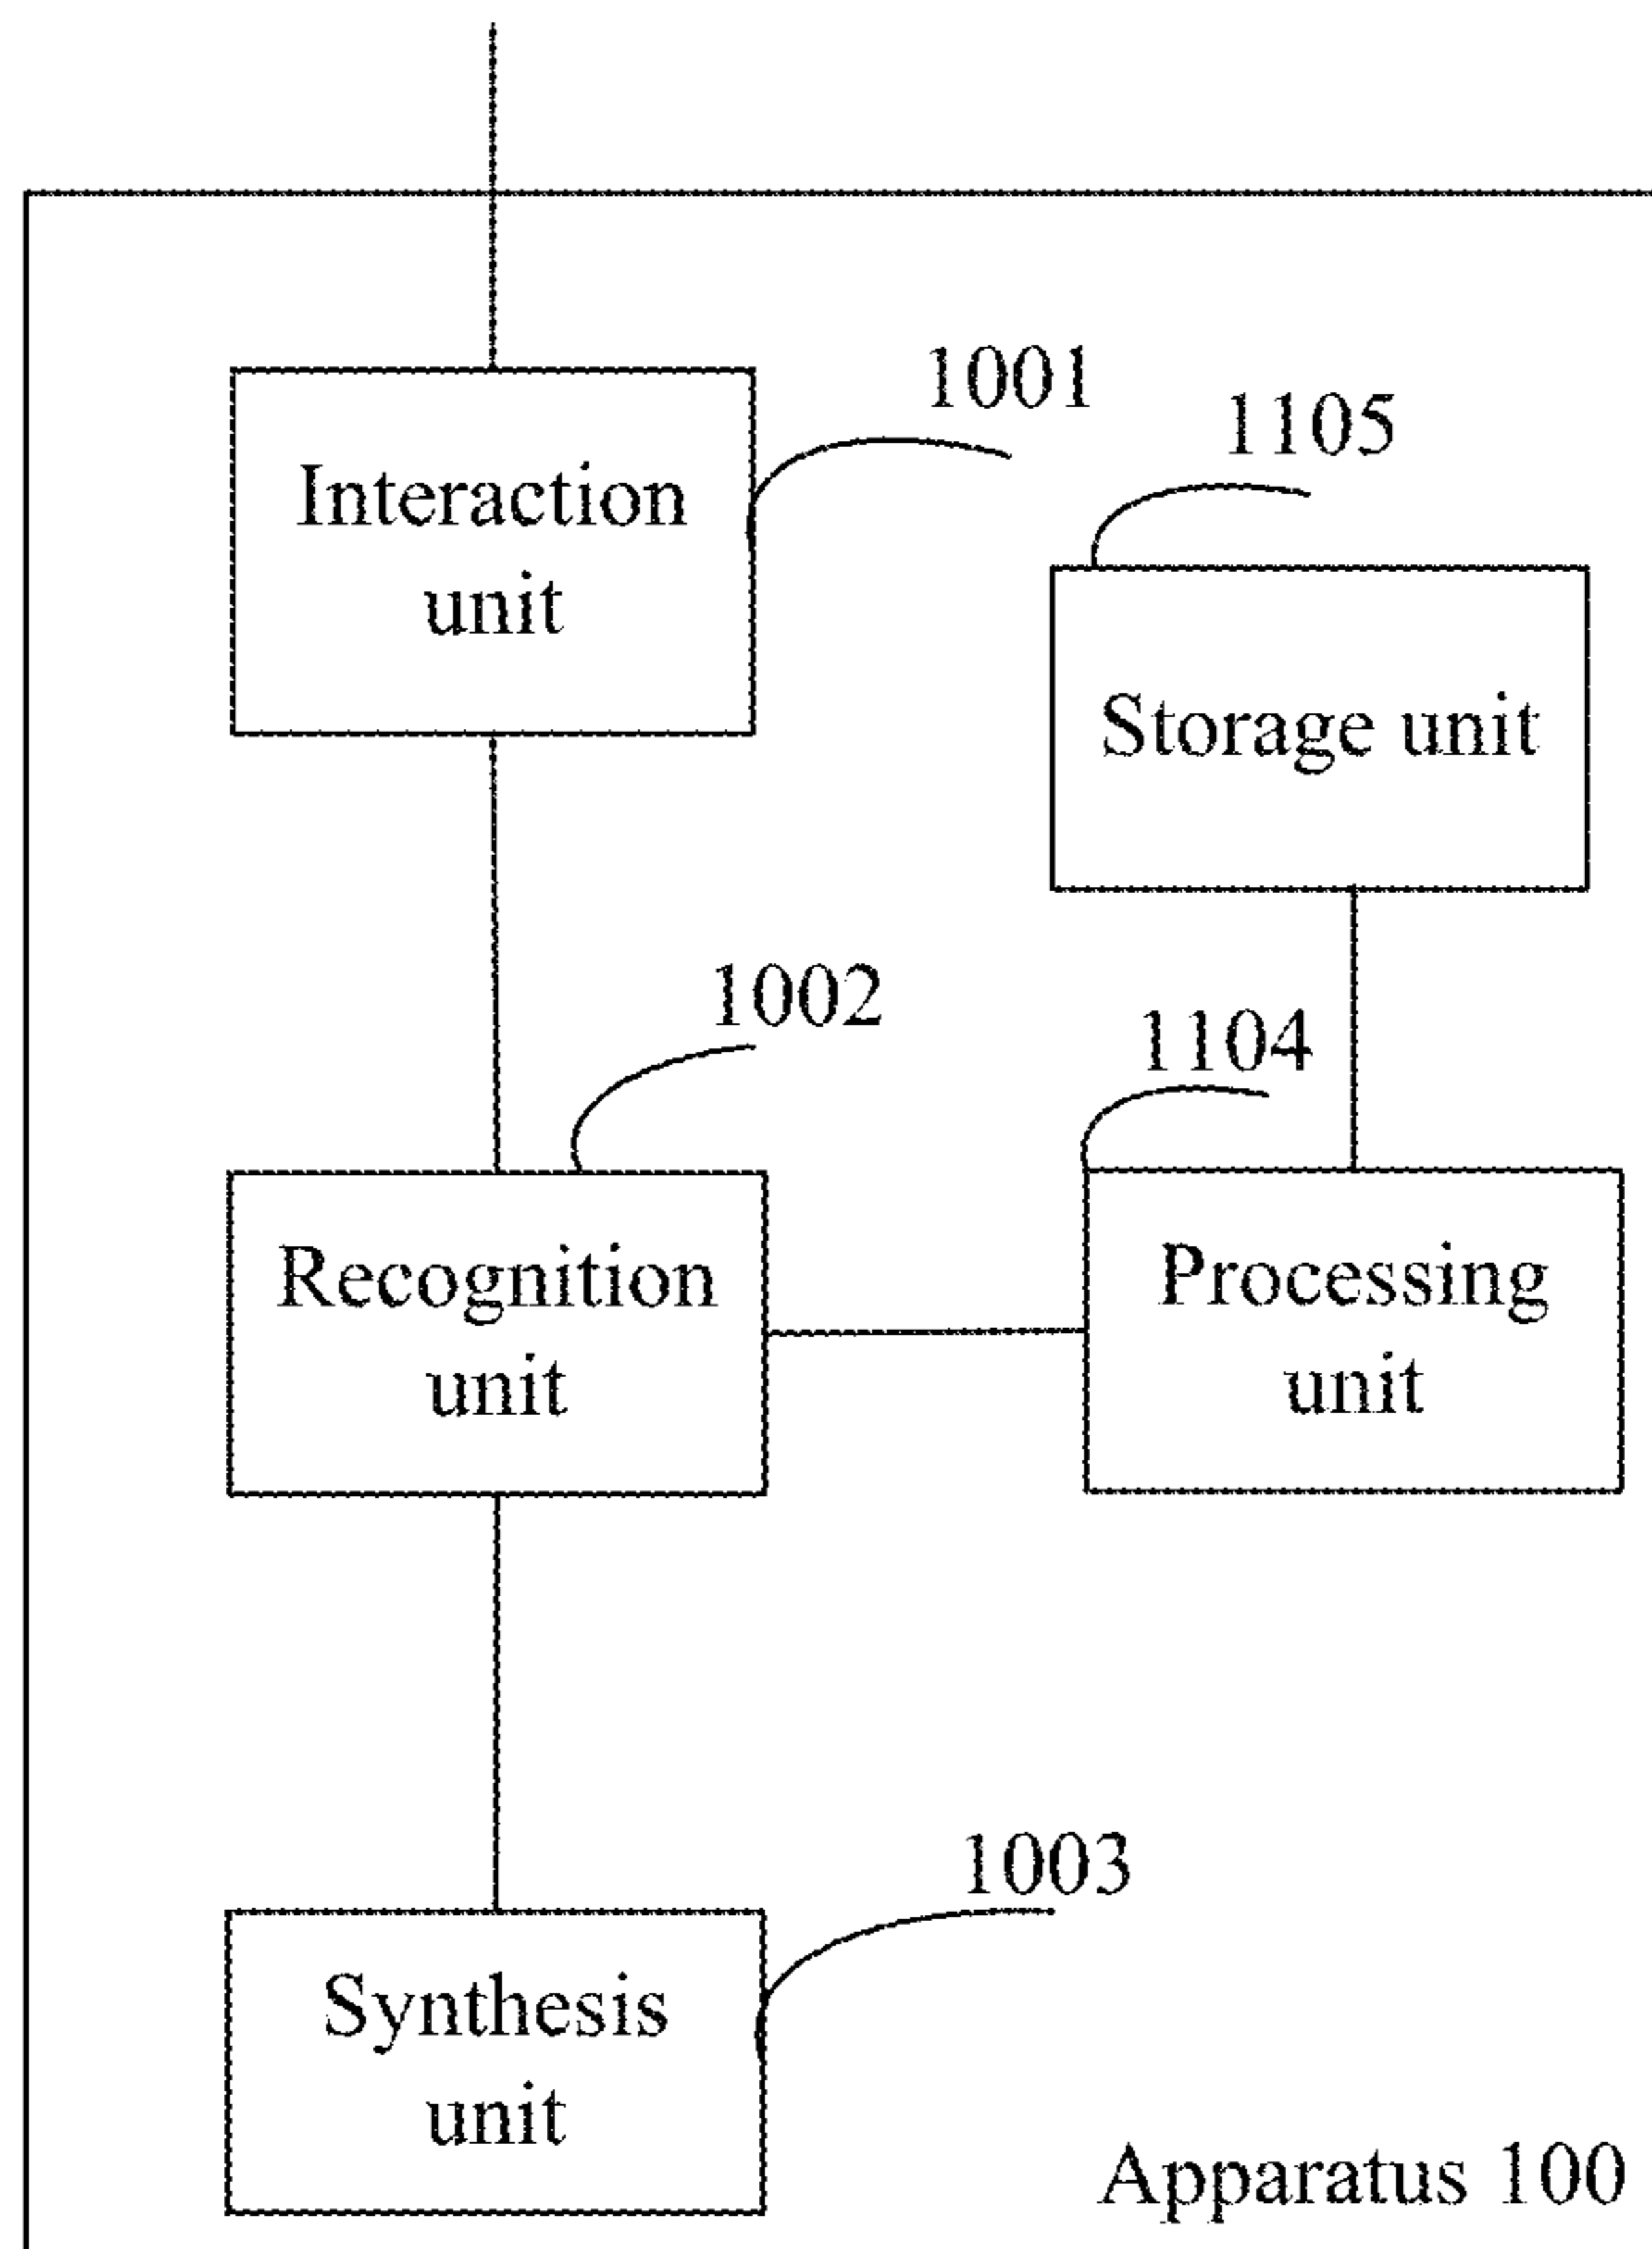 1001
1105
Interaction
unit
Storage unit
1002
1104
Recognition
unit
Processing
unit
1003
Synthesis
unit
Apparatus 100